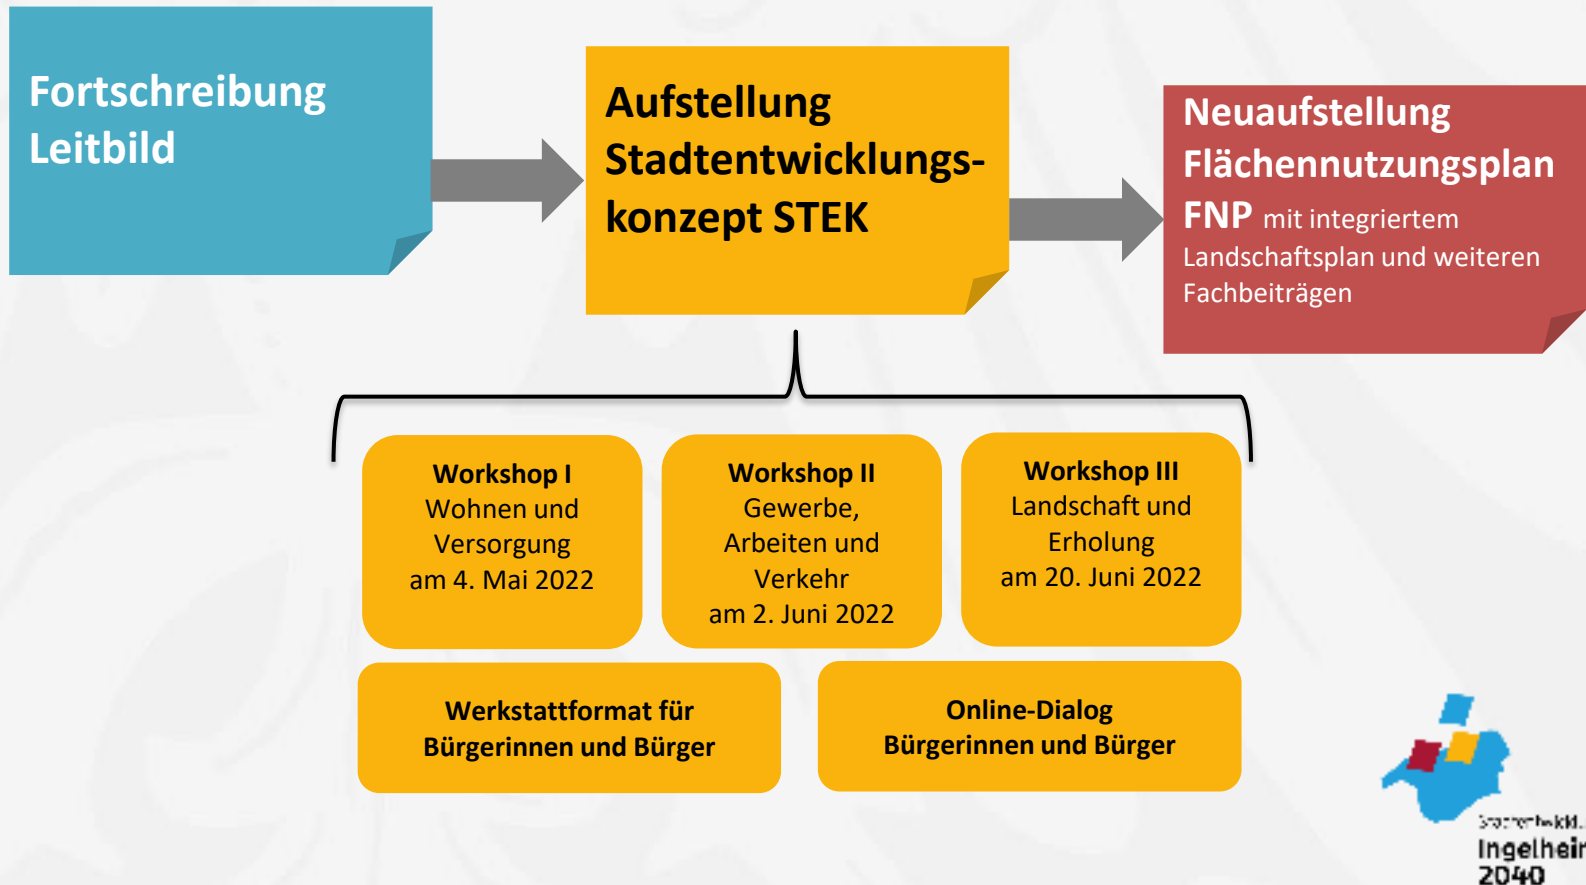 Fortschreibung
Leitbild
Aufstellung
Stadtentwicklungs-
konzept STEK
Neuaufstellung
Flächennutzungsplan
FNP mit integriertem
Landschaftsplan und weiteren
Fachbeiträgen
Workshop I
Wohnen und
Versorgung
am 4. Mai 2022
Workshop II
Gewerbe,
Arbeiten und
Verkehr
am 2. Juni 2022
Workshop III
Landschaft und
Erholung
am 20. Juni 2022
Werkstattformat für
Bürgerinnen und Bürger
Online-Dialog
Bürgerinnen und Bürger
2040